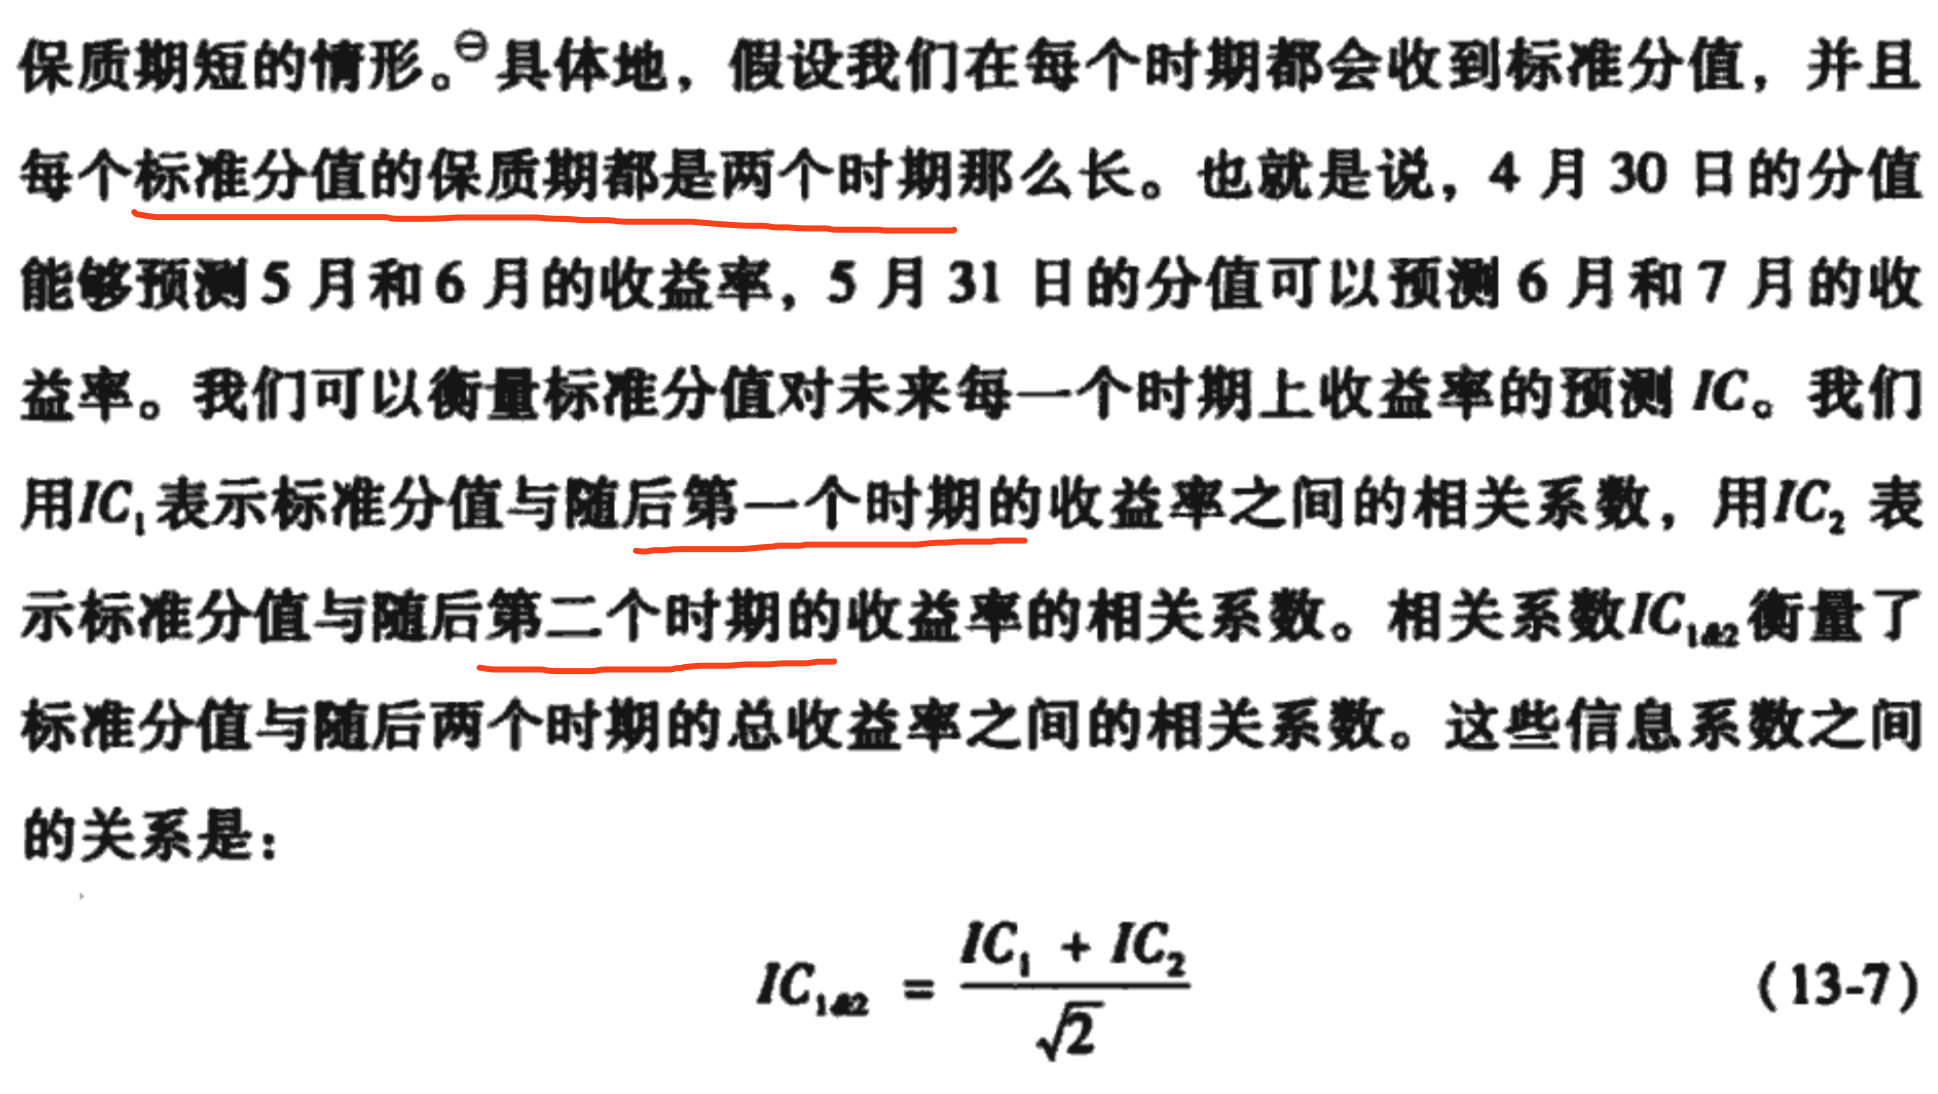 保质期短的情形。㊀具体地，假设我们在每个时期都会收到标准分值，并且
每个标准分值的保质期都是两个时期那么长。也就是说，4 月 30 日的分值
能够预测 5 月和 6 月的收益率，5 月 31 日的分值可以预测 6 月和 7 月的收
益率。我们可以衡量标准分值对未来每一个时期上收益率的预测 IC。我们
用IC₁表示标准分值与随后第一个时期的收益率之间的相关系数，用IC₂ 表
示标准分值与随后第二个时期的收益率的相关系数。相关系数IC₁&₂衡量了
标准分值与随后两个时期的总收益率之间的相关系数。这些信息系数之间
的关系是：
IC₁&₂ = (IC₁ + IC₂) / √2 （13-7）